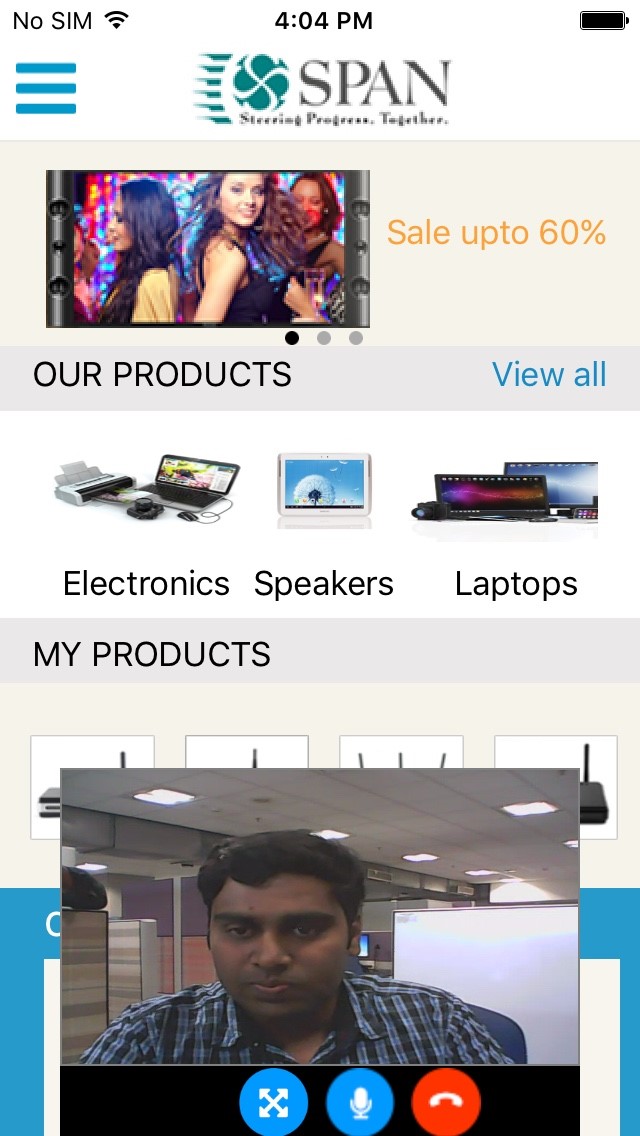 No SIM 4:04 PM
SPAN
Steering Progress. Together.
Sale upto 60%
OUR PRODUCTS View all
Electronics Speakers Laptops
MY PRODUCTS